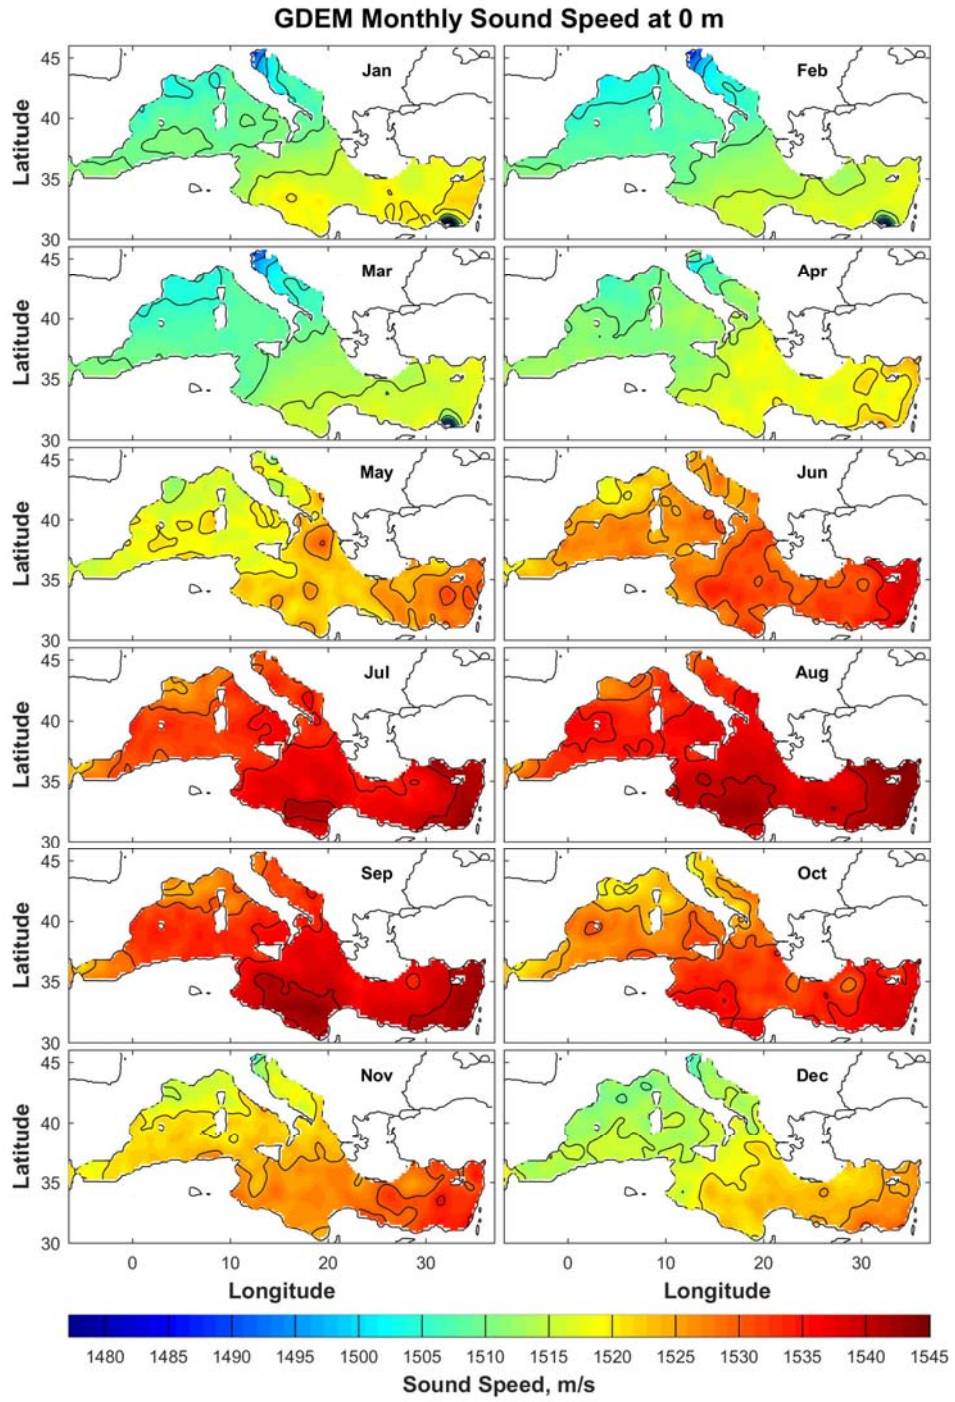 GDEM Monthly Sound Speed at 0 m
45
40
35
30
Latitude
Jan
Feb
45
40
35
30
Latitude
Mar
Apr
45
40
35
30
Latitude
May
Jun
45
40
35
30
Latitude
Jul
Aug
45
40
35
30
Latitude
Sep
Oct
45
40
35
30
Latitude
Nov
Dec
0 10 20 30 0 10 20 30
Longitude Longitude
1480 1485 1490 1495 1500 1505 1510 1515 1520 1525 1530 1535 1540 1545
Sound Speed, m/s